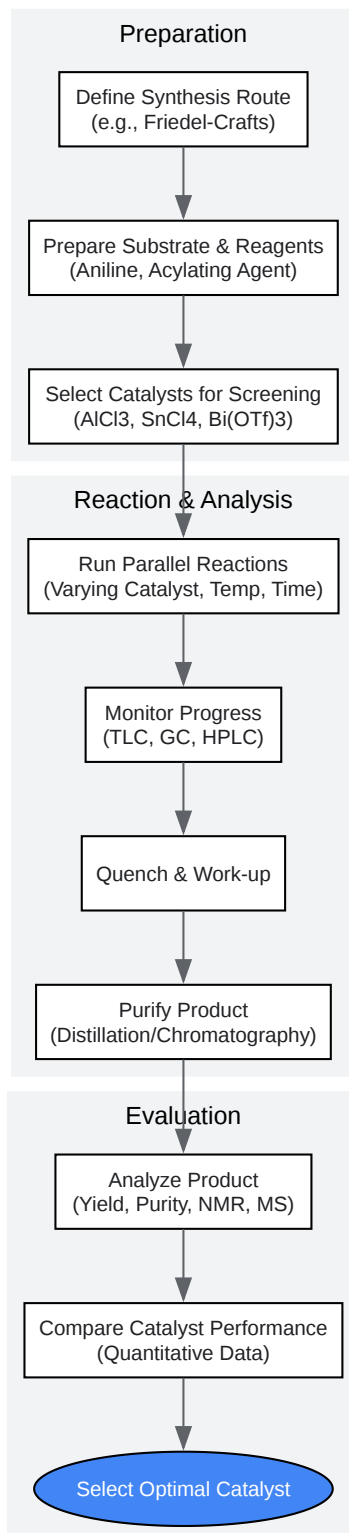 Preparation
Define Synthesis Route
(e.g., Friedel-Crafts)
Prepare Substrate & Reagents
(Aniline, Acylating Agent)
Select Catalysts for Screening
(AlCl3, SnCl4, Bi(OTf)3)
Reaction & Analysis
Run Parallel Reactions
(Varying Catalyst, Temp, Time)
Monitor Progress
(TLC, GC, HPLC)
Quench & Work-up
Purify Product
(Distillation/Chromatography)
Evaluation
Analyze Product
(Yield, Purity, NMR, MS)
Compare Catalyst Performance
(Quantitative Data)
Select Optimal Catalyst